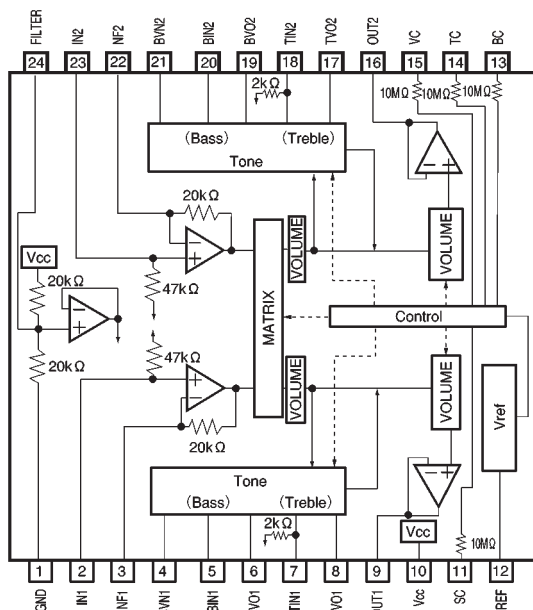 FILTER IN2 NF2 BVN2 BIN2 BVO2 TIN2 TVO2 OUT2 VC TC BC
24 23 22 21 20 19 18 17 16 15 14 13
2kΩ 10MΩ 10MΩ 10MΩ
(Bass) (Treble)
Tone
20kΩ
Vcc
20kΩ
47kΩ
MATRIX
VOLUME
VOLUME
Control
20kΩ
47kΩ
20kΩ
VOLUME
VOLUME
Vref
Tone
(Bass) (Treble)
2kΩ
Vcc
10MΩ
1 2 3 4 5 6 7 8 9 10 11 12
GND IN1 NF1 VN1 BIN1 VO1 TIN1 VO1 OUT1 Vcc SC REF